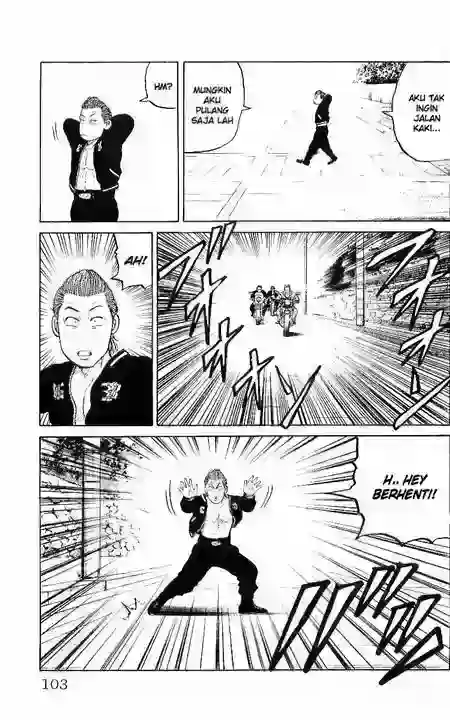 AKU TAK
INGIN
JALAN
KAKI...
MUNGKIN
AKU
PULANG
SAJA LAH
HM?
AH!
H.. HEY
BERHENTI!
103